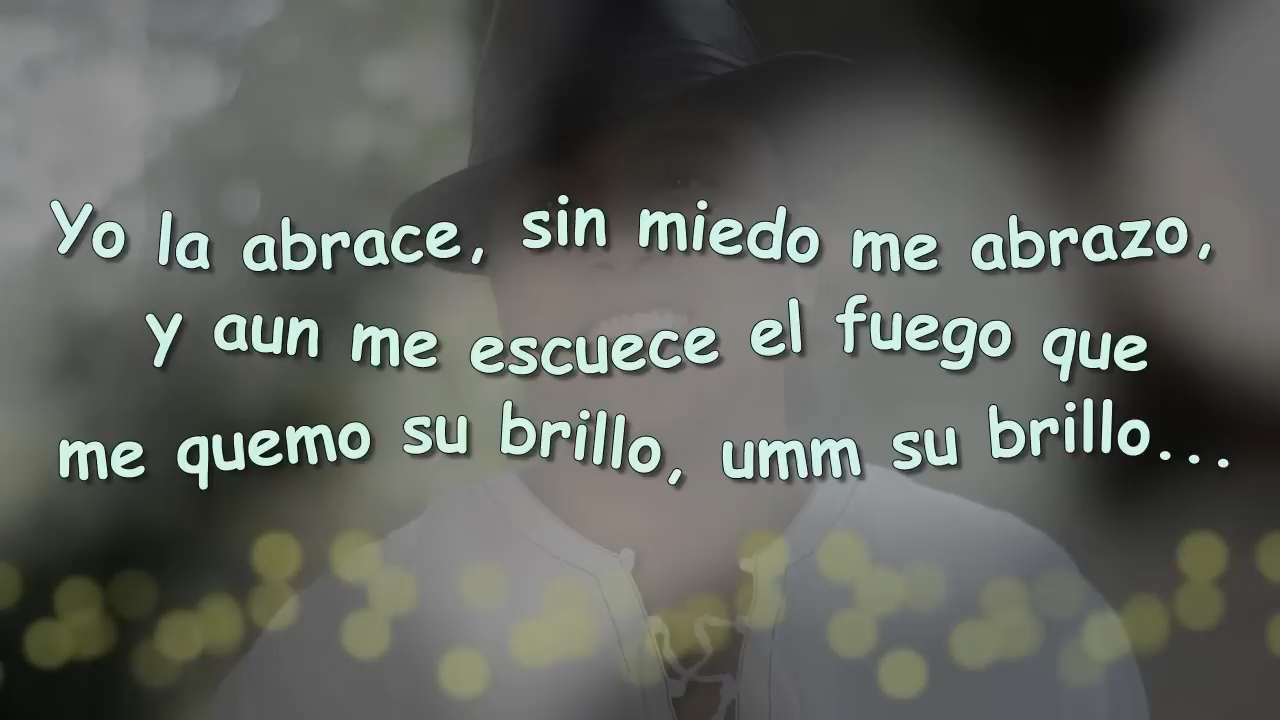 Yo la abrace, sin miedo me abrazo,
y aun me escuece el fuego que
me quemo su brillo, umm su brillo...